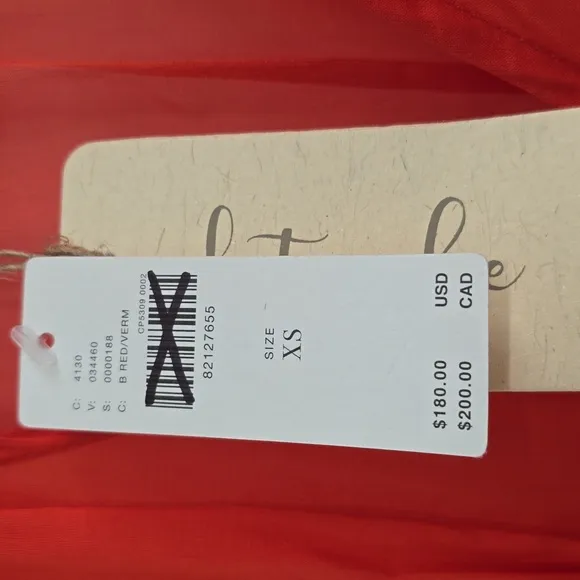 C: 4130
V: 034460
S: 0000188
C: B RED/VERM
CP5309 0002
82127655
SIZE
XS
$180.00 USD
$200.00 CAD